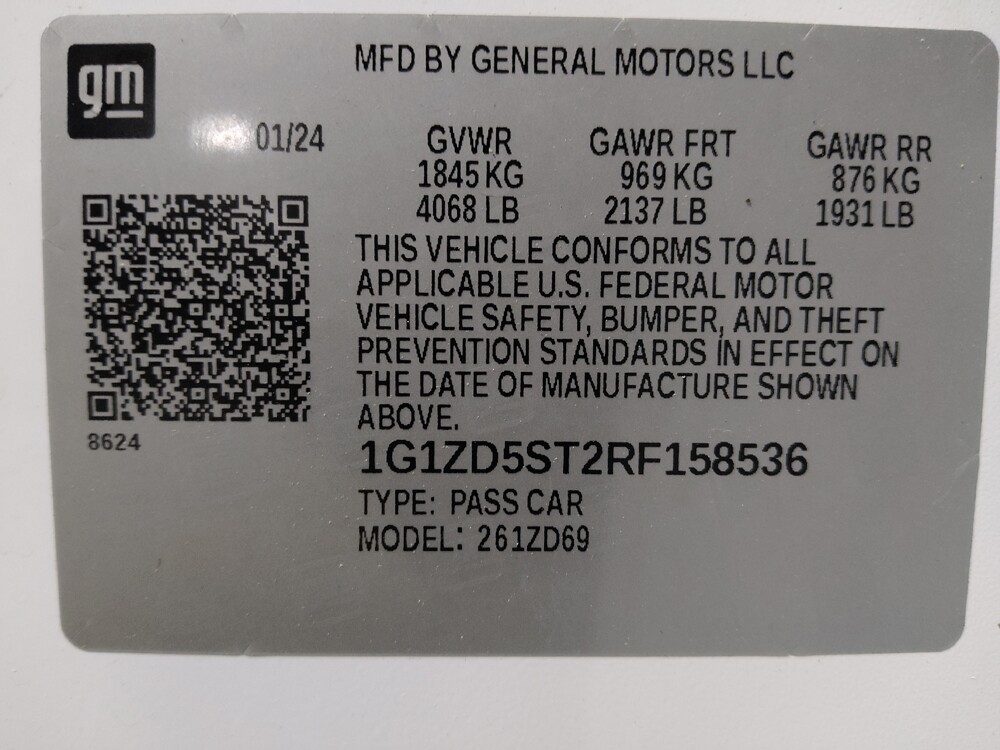 gm
MFD BY GENERAL MOTORS LLC
01/24
GVWR GAWR FRT GAWR RR
1845 KG 969 KG 876 KG
4068 LB 2137 LB 1931 LB
THIS VEHICLE CONFORMS TO ALL
APPLICABLE U.S. FEDERAL MOTOR
VEHICLE SAFETY, BUMPER, AND THEFT
PREVENTION STANDARDS IN EFFECT ON
THE DATE OF MANUFACTURE SHOWN
ABOVE.
8624
1G1ZD5ST2RF158536
TYPE: PASS CAR
MODEL: 261ZD69